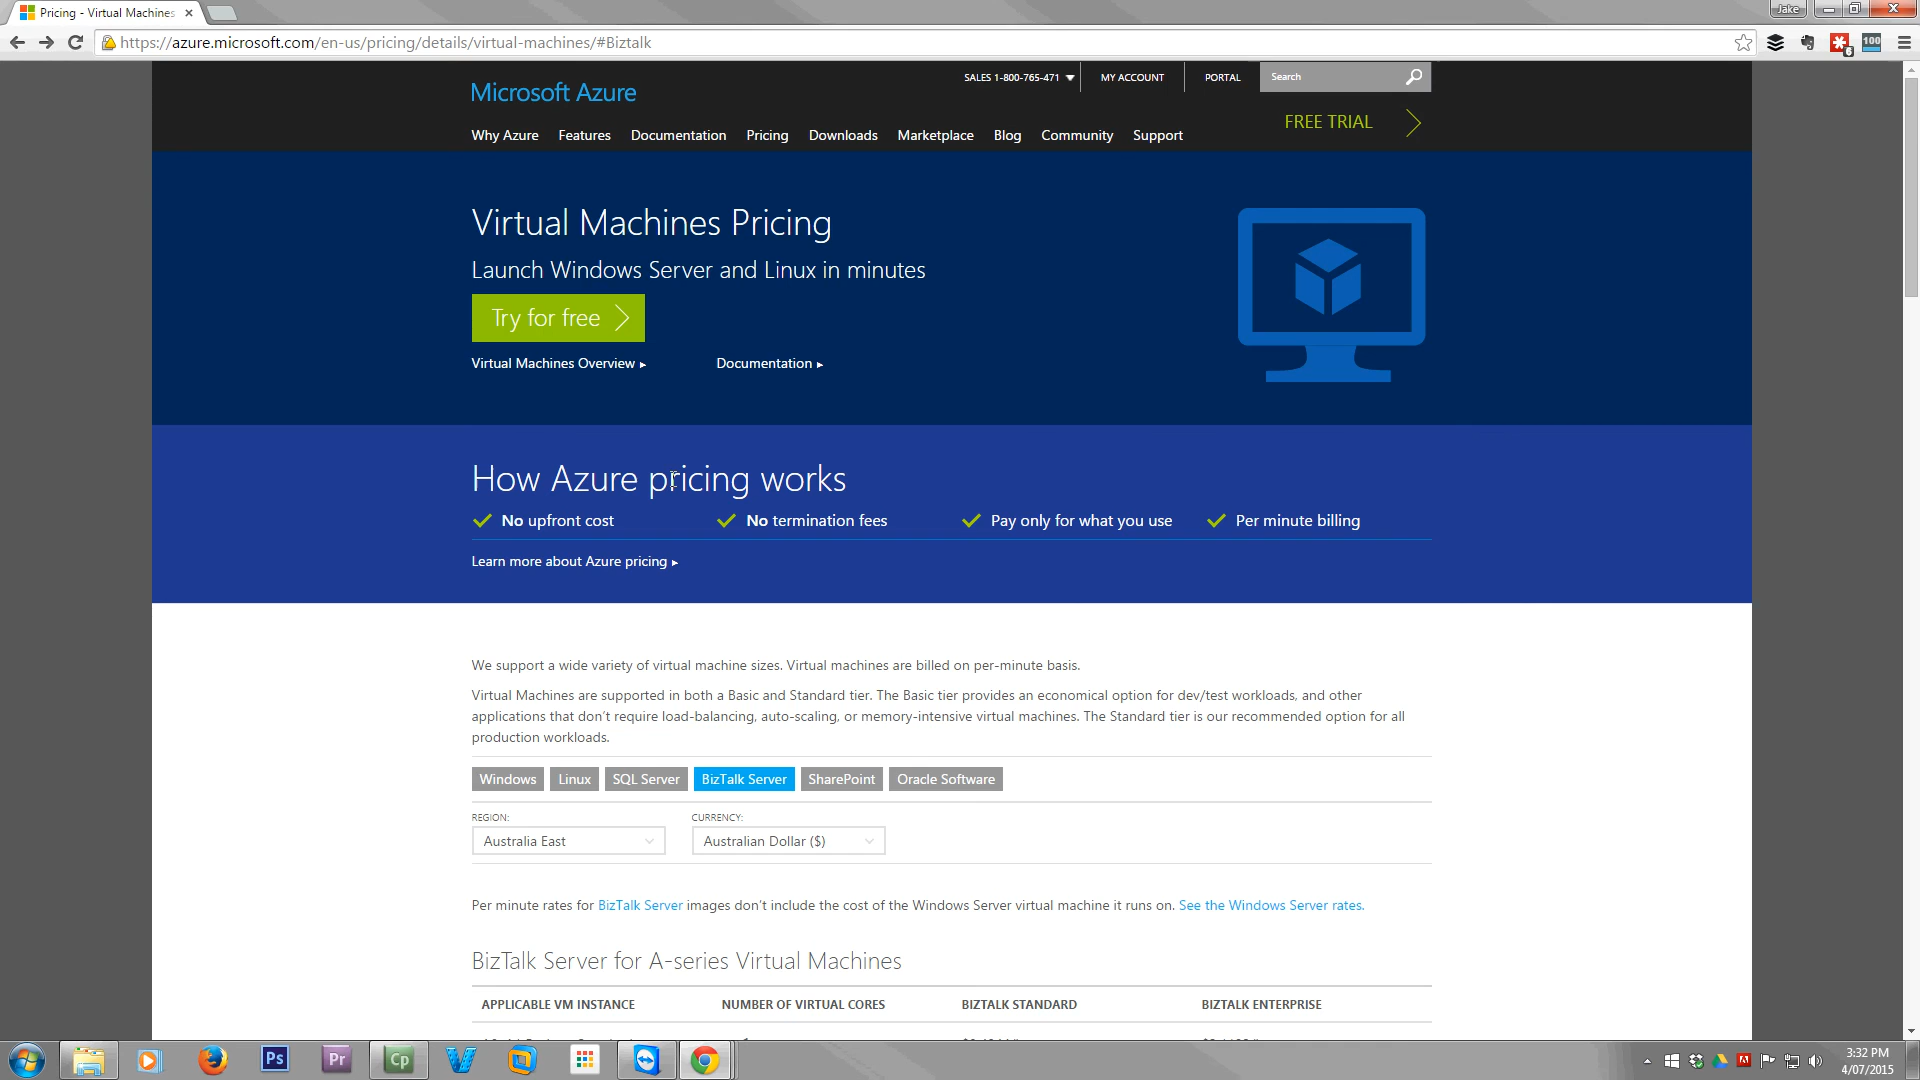 Pricing - Virtual Machines
Jake
https://azure.microsoft.com/en-us/pricing/details/virtual-machines/#Biztalk
6
100
SALES 1-800-765-471
MY ACCOUNT
PORTAL
Search
Microsoft Azure
FREE TRIAL
Why Azure
Features
Documentation
Pricing
Downloads
Marketplace
Blog
Community
Support
Virtual Machines Pricing
Launch Windows Server and Linux in minutes
Try for free
Virtual Machines Overview
Documentation
How Azure pricing works
No upfront cost
No termination fees
Pay only for what you use
Per minute billing
Learn more about Azure pricing
We support a wide variety of virtual machine sizes. Virtual machines are billed on per-minute basis.
Virtual Machines are supported in both a Basic and Standard tier. The Basic tier provides an economical option for dev/test workloads, and other
applications that don't require load-balancing, auto-scaling, or memory-intensive virtual machines. The Standard tier is our recommended option for all
production workloads.
Windows
Linux
SQL Server
BizTalk Server
SharePoint
Oracle Software
REGION:
CURRENCY:
Australia East
Australian Dollar ($)
Per minute rates for BizTalk Server images don't include the cost of the Windows Server virtual machine it runs on. See the Windows Server rates.
BizTalk Server for A-series Virtual Machines
APPLICABLE VM INSTANCE
NUMBER OF VIRTUAL CORES
BIZTALK STANDARD
BIZTALK ENTERPRISE
Ps
Pr
Cp
3:32 PM
4/07/2015